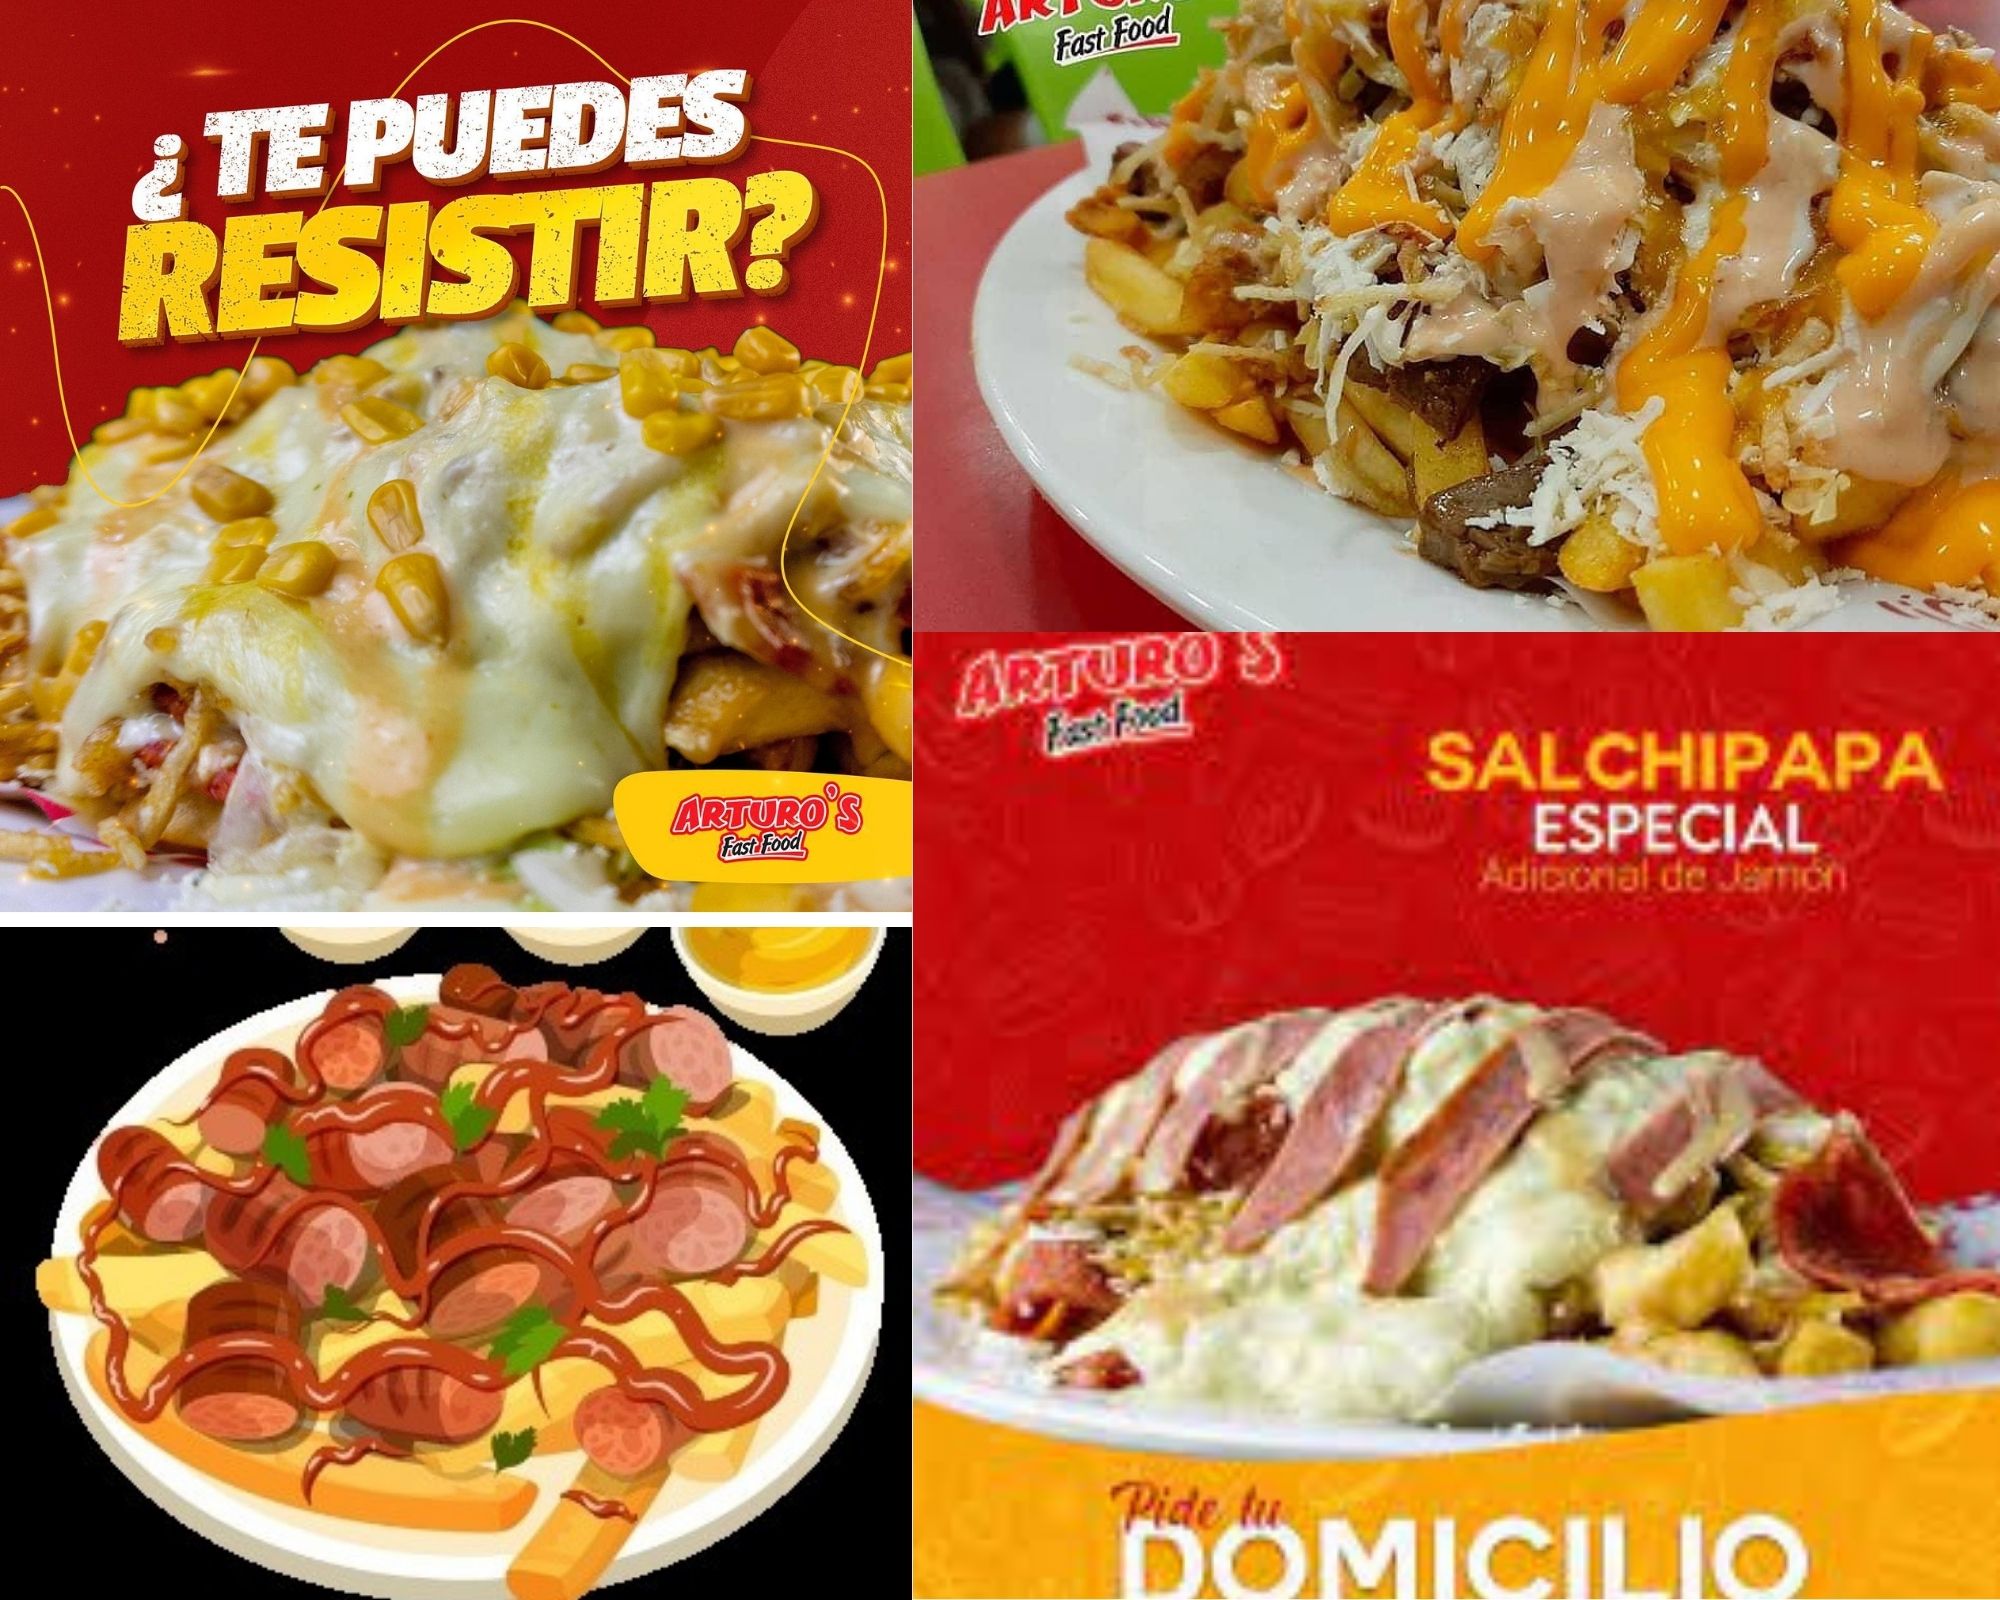 ¿TE PUEDES
RESISTIR?
ARTURO'S
Fast Food
Fast Food
ARTURO'S
Fast Food
SALCHIPAPA
ESPECIAL
Adicional de Jamón
Pide tu
DOMICILIO